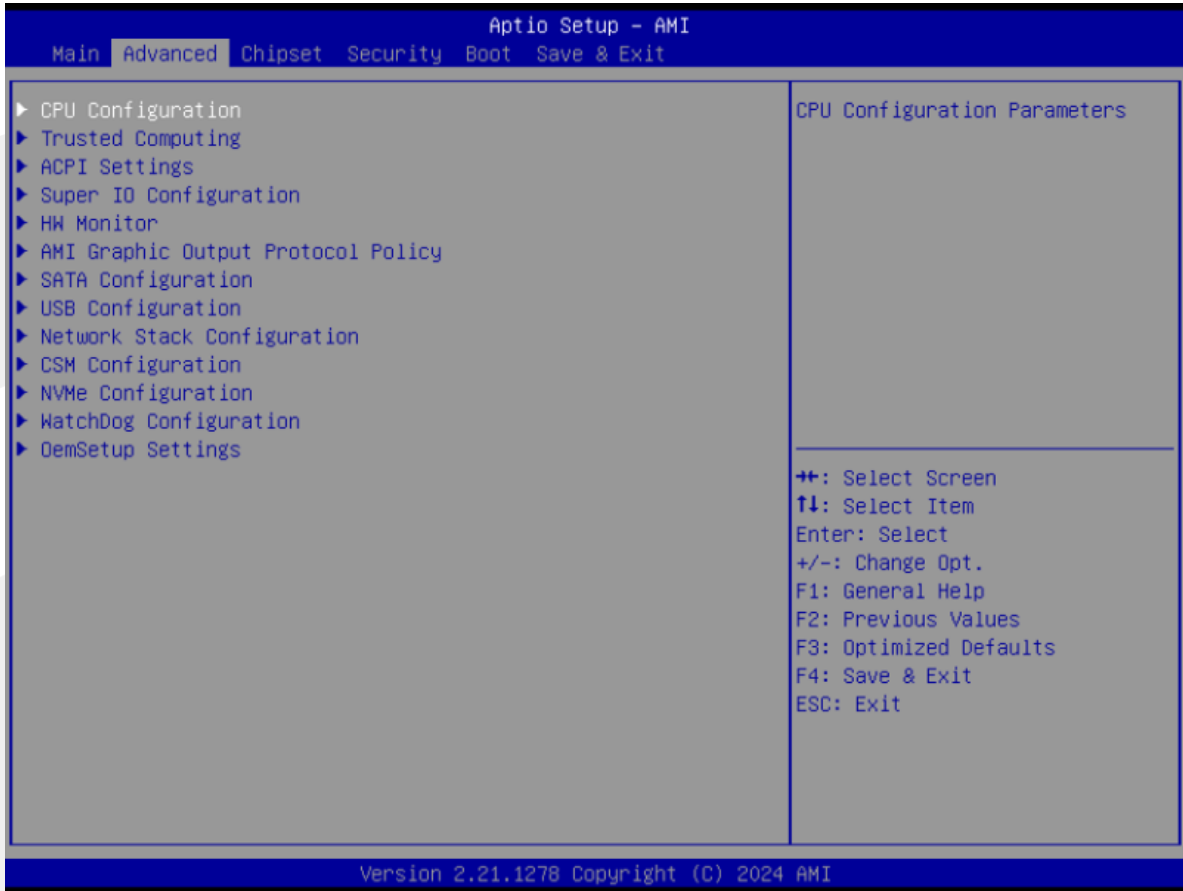 Aptio Setup – AMI
Main Advanced Chipset Security Boot Save & Exit
▶ CPU Configuration
▶ Trusted Computing
▶ ACPI Settings
▶ Super IO Configuration
▶ HW Monitor
▶ AMI Graphic Output Protocol Policy
▶ SATA Configuration
▶ USB Configuration
▶ Network Stack Configuration
▶ CSM Configuration
▶ NVMe Configuration
▶ WatchDog Configuration
▶ OemSetup Settings
CPU Configuration Parameters
→←: Select Screen
↑↓: Select Item
Enter: Select
+/-: Change Opt.
F1: General Help
F2: Previous Values
F3: Optimized Defaults
F4: Save & Exit
ESC: Exit
Version 2.21.1278 Copyright (C) 2024 AMI